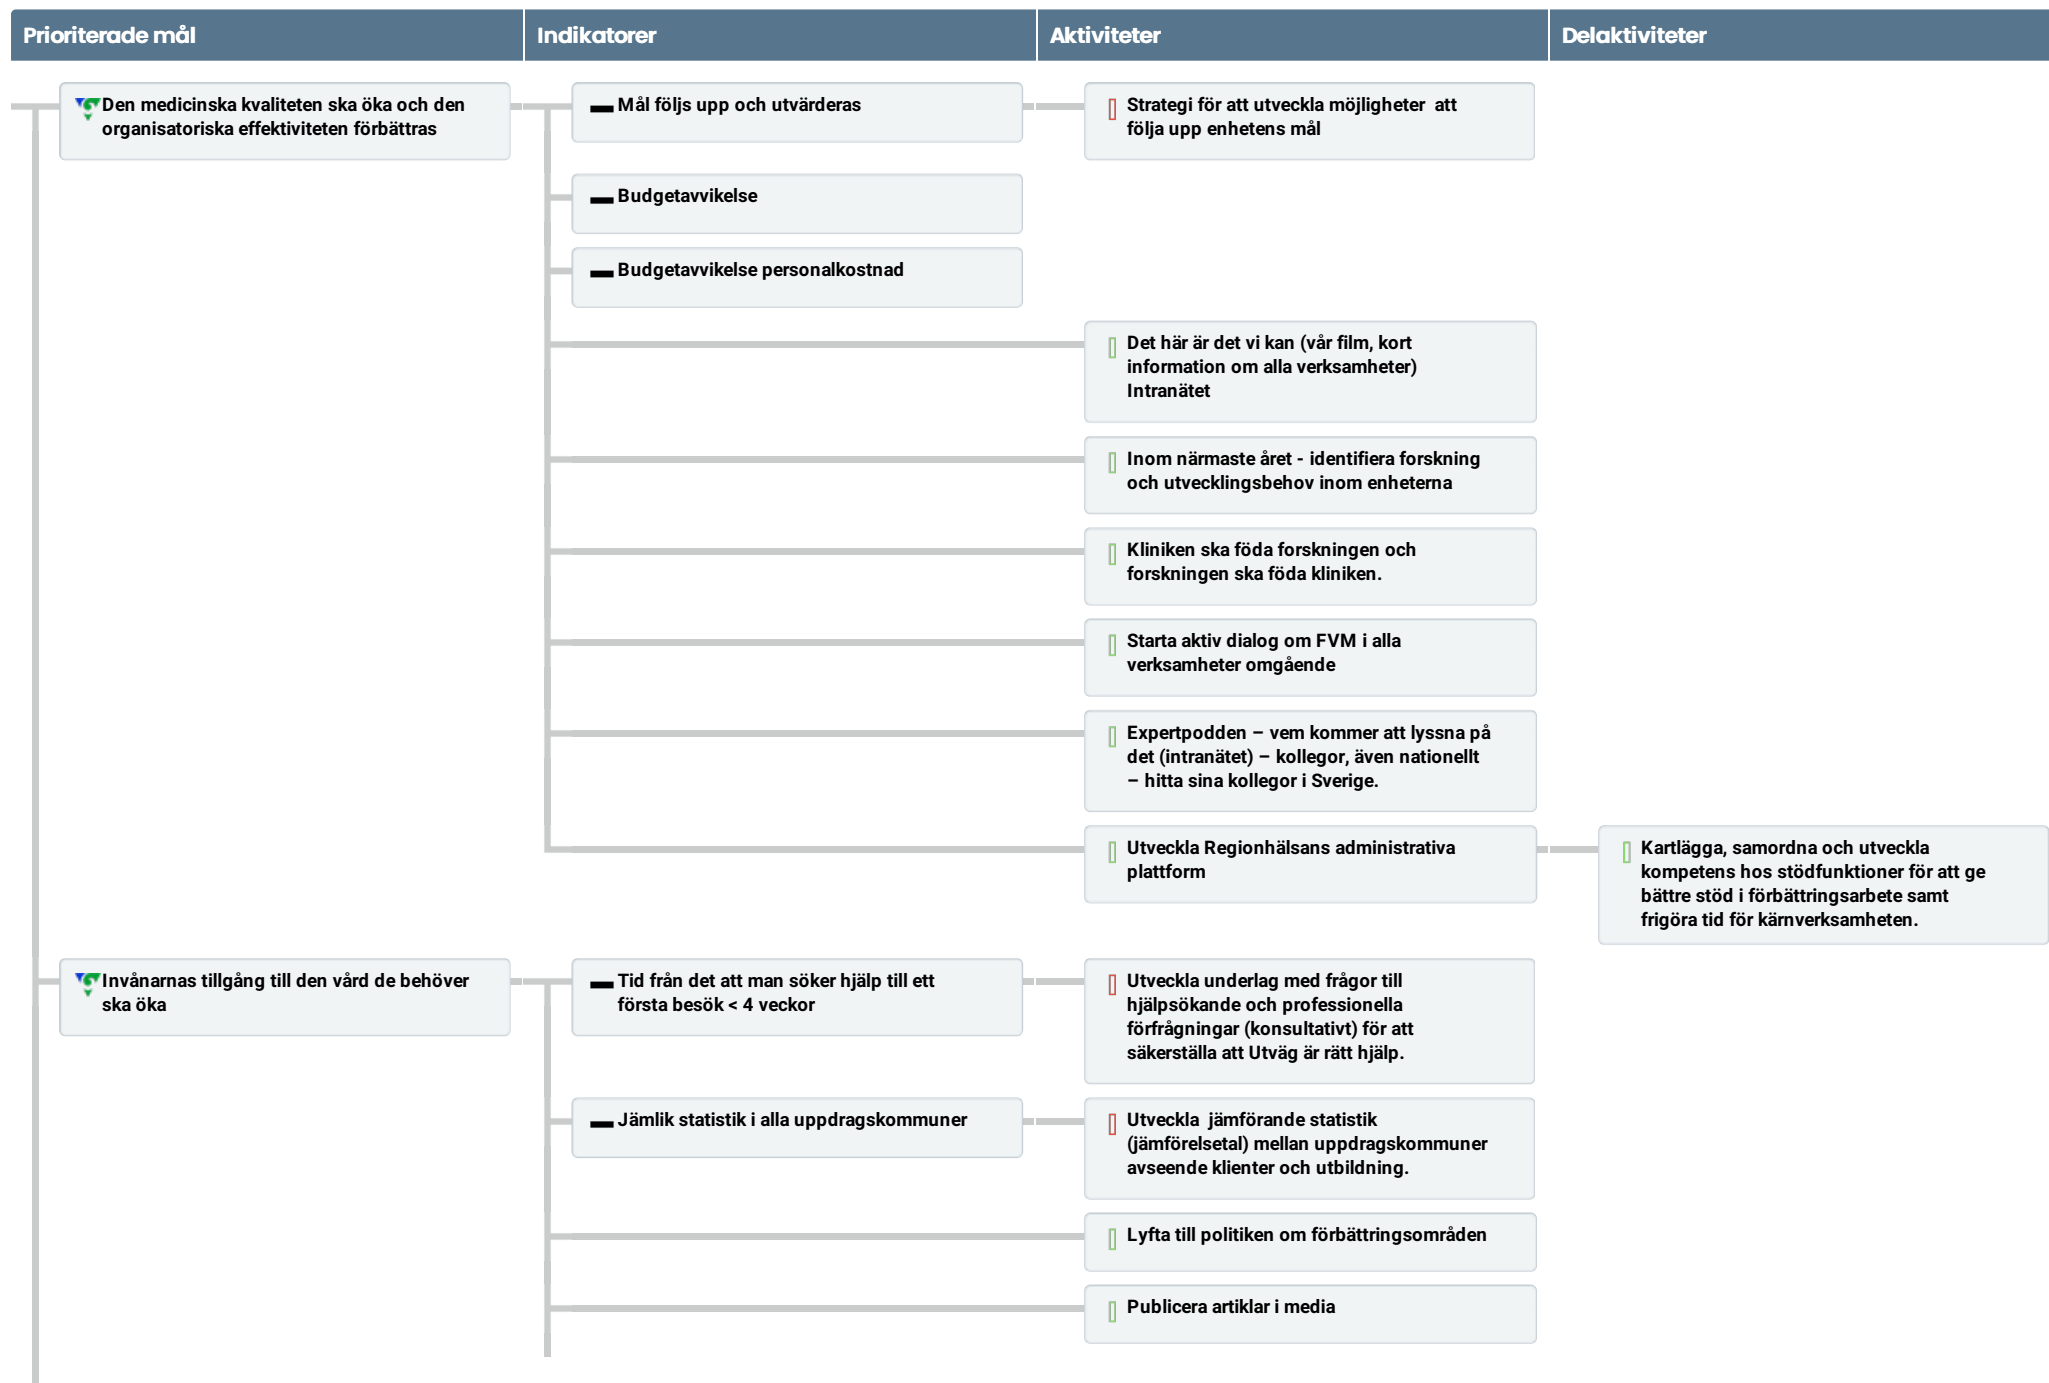 Prioriterade mål
Indikatorer
Aktiviteter
Delaktiviteter
Den medicinska kvaliteten ska öka och den
organisatoriska effektiviteten förbättras
Mål följs upp och utvärderas
Strategi för att utveckla möjligheter  att
följa upp enhetens mål
Budgetavvikelse
Budgetavvikelse personalkostnad
Det här är det vi kan (vår film, kort
information om alla verksamheter)
Intranätet
Inom närmaste året - identifiera forskning
och utvecklingsbehov inom enheterna
Kliniken ska föda forskningen och
forskningen ska föda kliniken.
Starta aktiv dialog om FVM i alla
verksamheter omgående
Expertpodden – vem kommer att lyssna på
det (intranätet) – kollegor, även nationellt
– hitta sina kollegor i Sverige.
Utveckla Regionhälsans administrativa
plattform
Kartlägga, samordna och utveckla
kompetens hos stödfunktioner för att ge
bättre stöd i förbättringsarbete samt
frigöra tid för kärnverksamheten.
Invånarnas tillgång till den vård de behöver
ska öka
Tid från det att man söker hjälp till ett
första besök < 4 veckor
Utveckla underlag med frågor till
hjälpsökande och professionella
förfrågningar (konsultativt) för att
säkerställa att Utväg är rätt hjälp.
Jämlik statistik i alla uppdragskommuner
Utveckla  jämförande statistik
(jämförelsetal) mellan uppdragskommuner
avseende klienter och utbildning.
Lyfta till politiken om förbättringsområden
Publicera artiklar i media